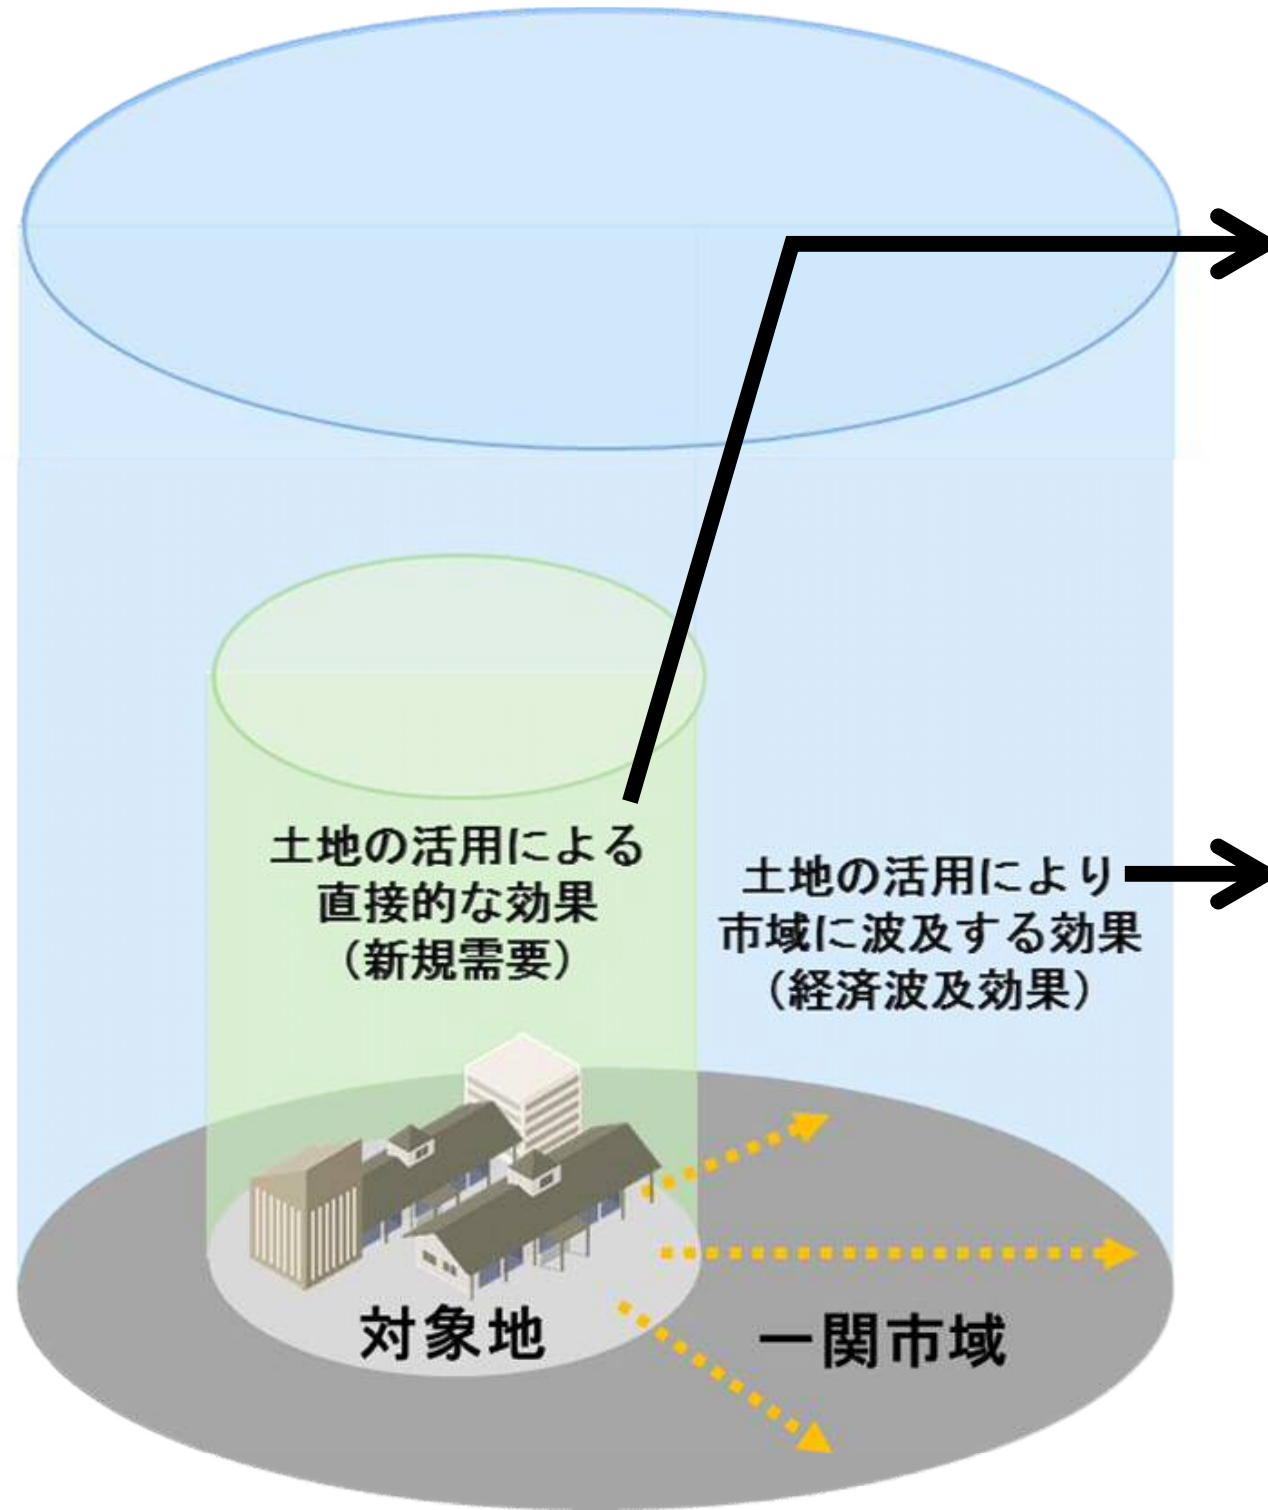 土地の活用による
直接的な効果
（新規需要）
土地の活用により
市域に波及する効果
（経済波及効果）
対象地
一関市域